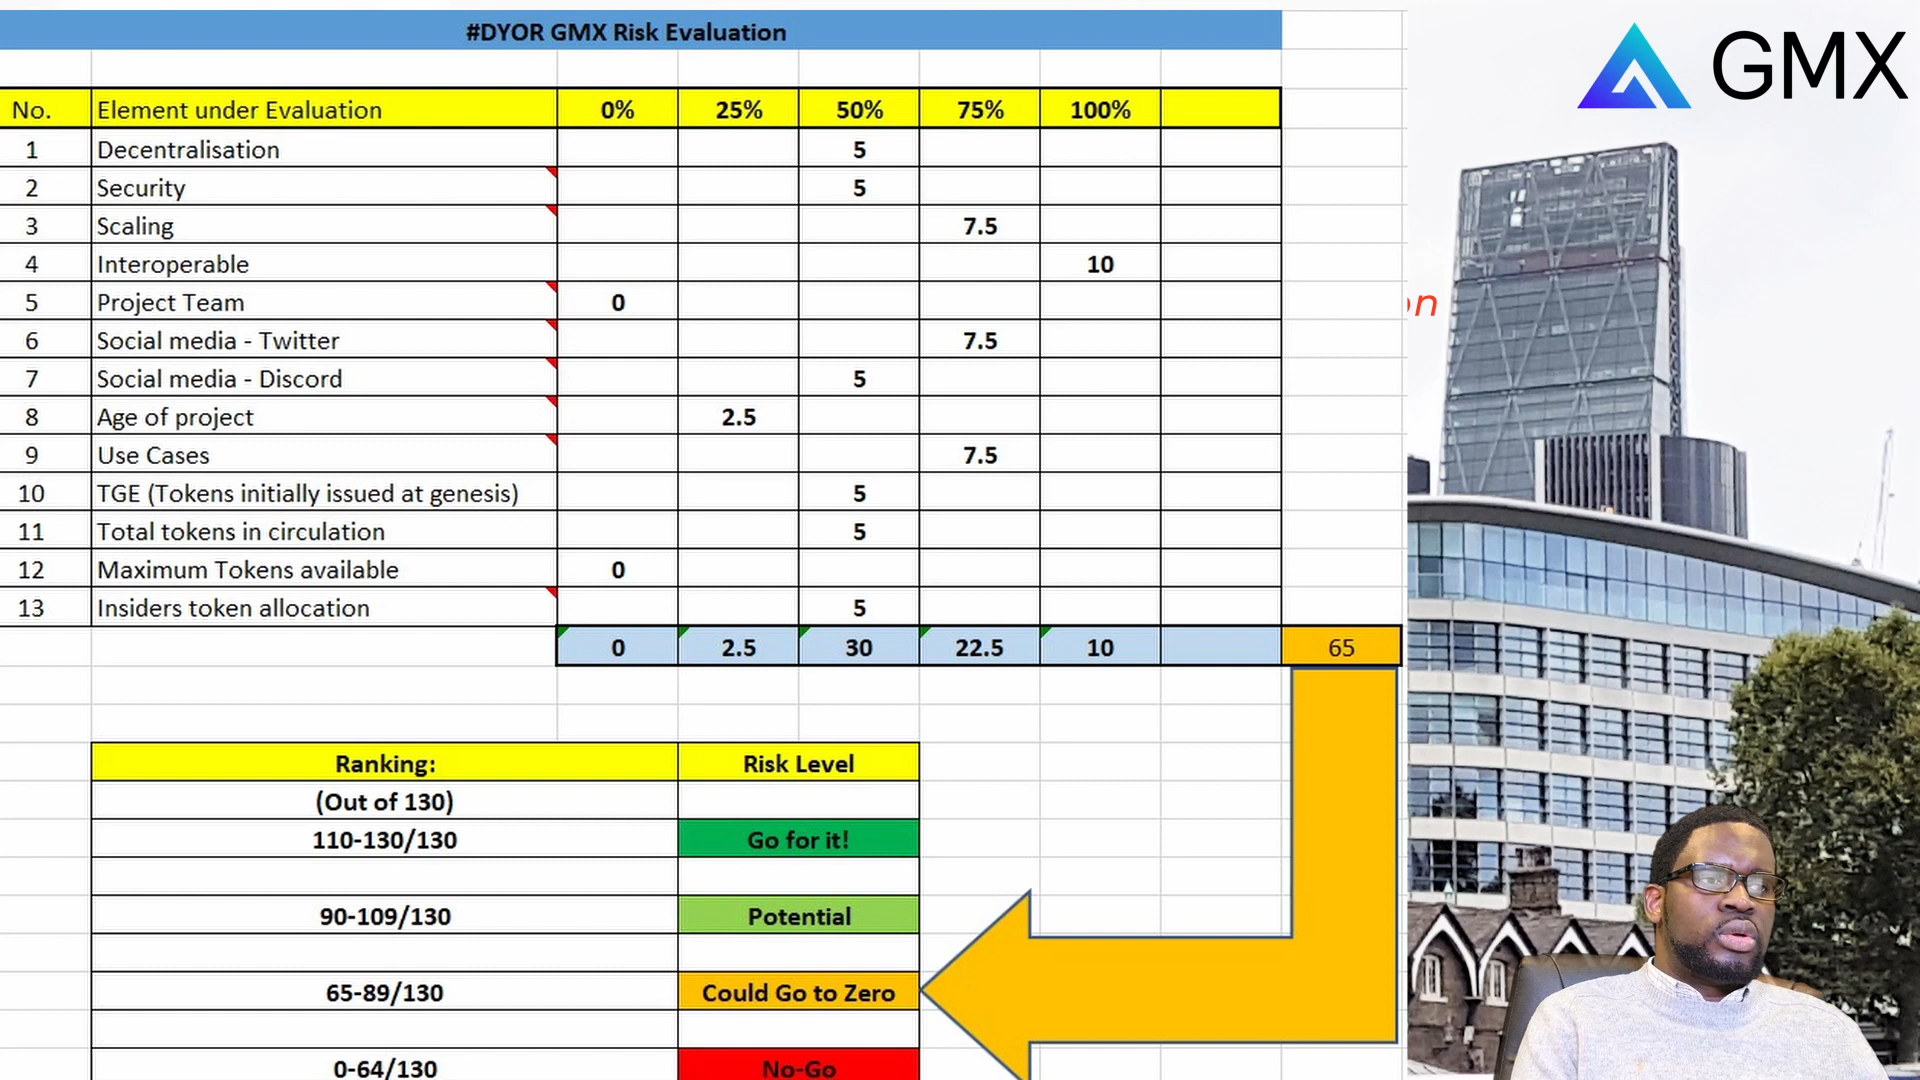 #DYOR GMX Risk Evaluation
GMX
No. Element under Evaluation 0% 25% 50% 75% 100%
1 Decentralisation 5
2 Security 5
3 Scaling 7.5
4 Interoperable 10
5 Project Team 0
on
6 Social media - Twitter 7.5
7 Social media - Discord 5
8 Age of project 2.5
9 Use Cases 7.5
10 TGE (Tokens initially issued at genesis) 5
11 Total tokens in circulation 5
12 Maximum Tokens available 0
13 Insiders token allocation 5
0 2.5 30 22.5 10 65
Ranking: Risk Level
(Out of 130)
110-130/130 Go for it!
90-109/130 Potential
65-89/130 Could Go to Zero
0-64/130 No-Go